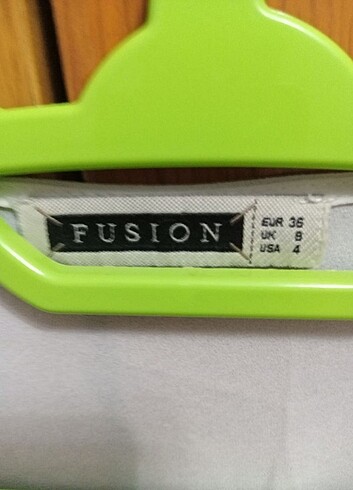 FUSION
EUR 36
UK 8
USA 4